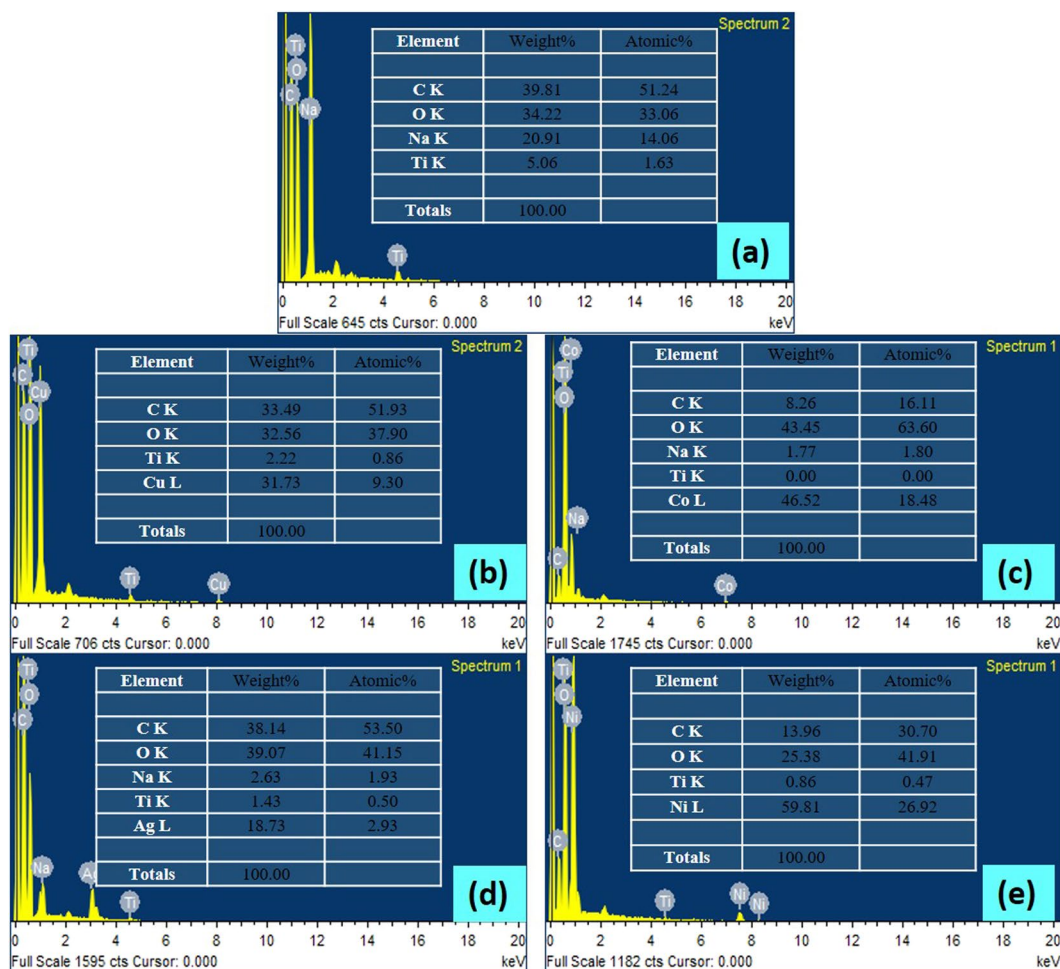 Spectrum 2
Element Weight% Atomic%
C K 39.81 51.24
O K 34.22 33.06
Na K 20.91 14.06
Ti K 5.06 1.63
Totals 100.00
Ti
O
C
Na
Ti
(a)
0 2 4 6 8 10 12 14 16 18 20
Full Scale 645 cts Cursor: 0.000 keV
Spectrum 2
Element Weight% Atomic%
C K 33.49 51.93
O K 32.56 37.90
Ti K 2.22 0.86
Cu L 31.73 9.30
Totals 100.00
Ti
C
Cu
O
Ti
Cu
(b)
0 2 4 6 8 10 12 14 16 18 20
Full Scale 706 cts Cursor: 0.000 keV
Spectrum 1
Element Weight% Atomic%
C K 8.26 16.11
O K 43.45 63.60
Na K 1.77 1.80
Ti K 0.00 0.00
Co L 46.52 18.48
Totals 100.00
Co
Ti
O
Na
C
Co
(c)
0 2 4 6 8 10 12 14 16 18 20
Full Scale 1745 cts Cursor: 0.000 keV
Spectrum 1
Element Weight% Atomic%
C K 38.14 53.50
O K 39.07 41.15
Na K 2.63 1.93
Ti K 1.43 0.50
Ag L 18.73 2.93
Totals 100.00
Ti
O
C
Na
Ag
Ti
(d)
0 2 4 6 8 10 12 14 16 18 20
Full Scale 1595 cts Cursor: 0.000 keV
Spectrum 1
Element Weight% Atomic%
C K 13.96 30.70
O K 25.38 41.91
Ti K 0.86 0.47
Ni L 59.81 26.92
Totals 100.00
Ti
O
Ni
C
Ti
Ni
Ni
(e)
0 2 4 6 8 10 12 14 16 18 20
Full Scale 1182 cts Cursor: 0.000 keV